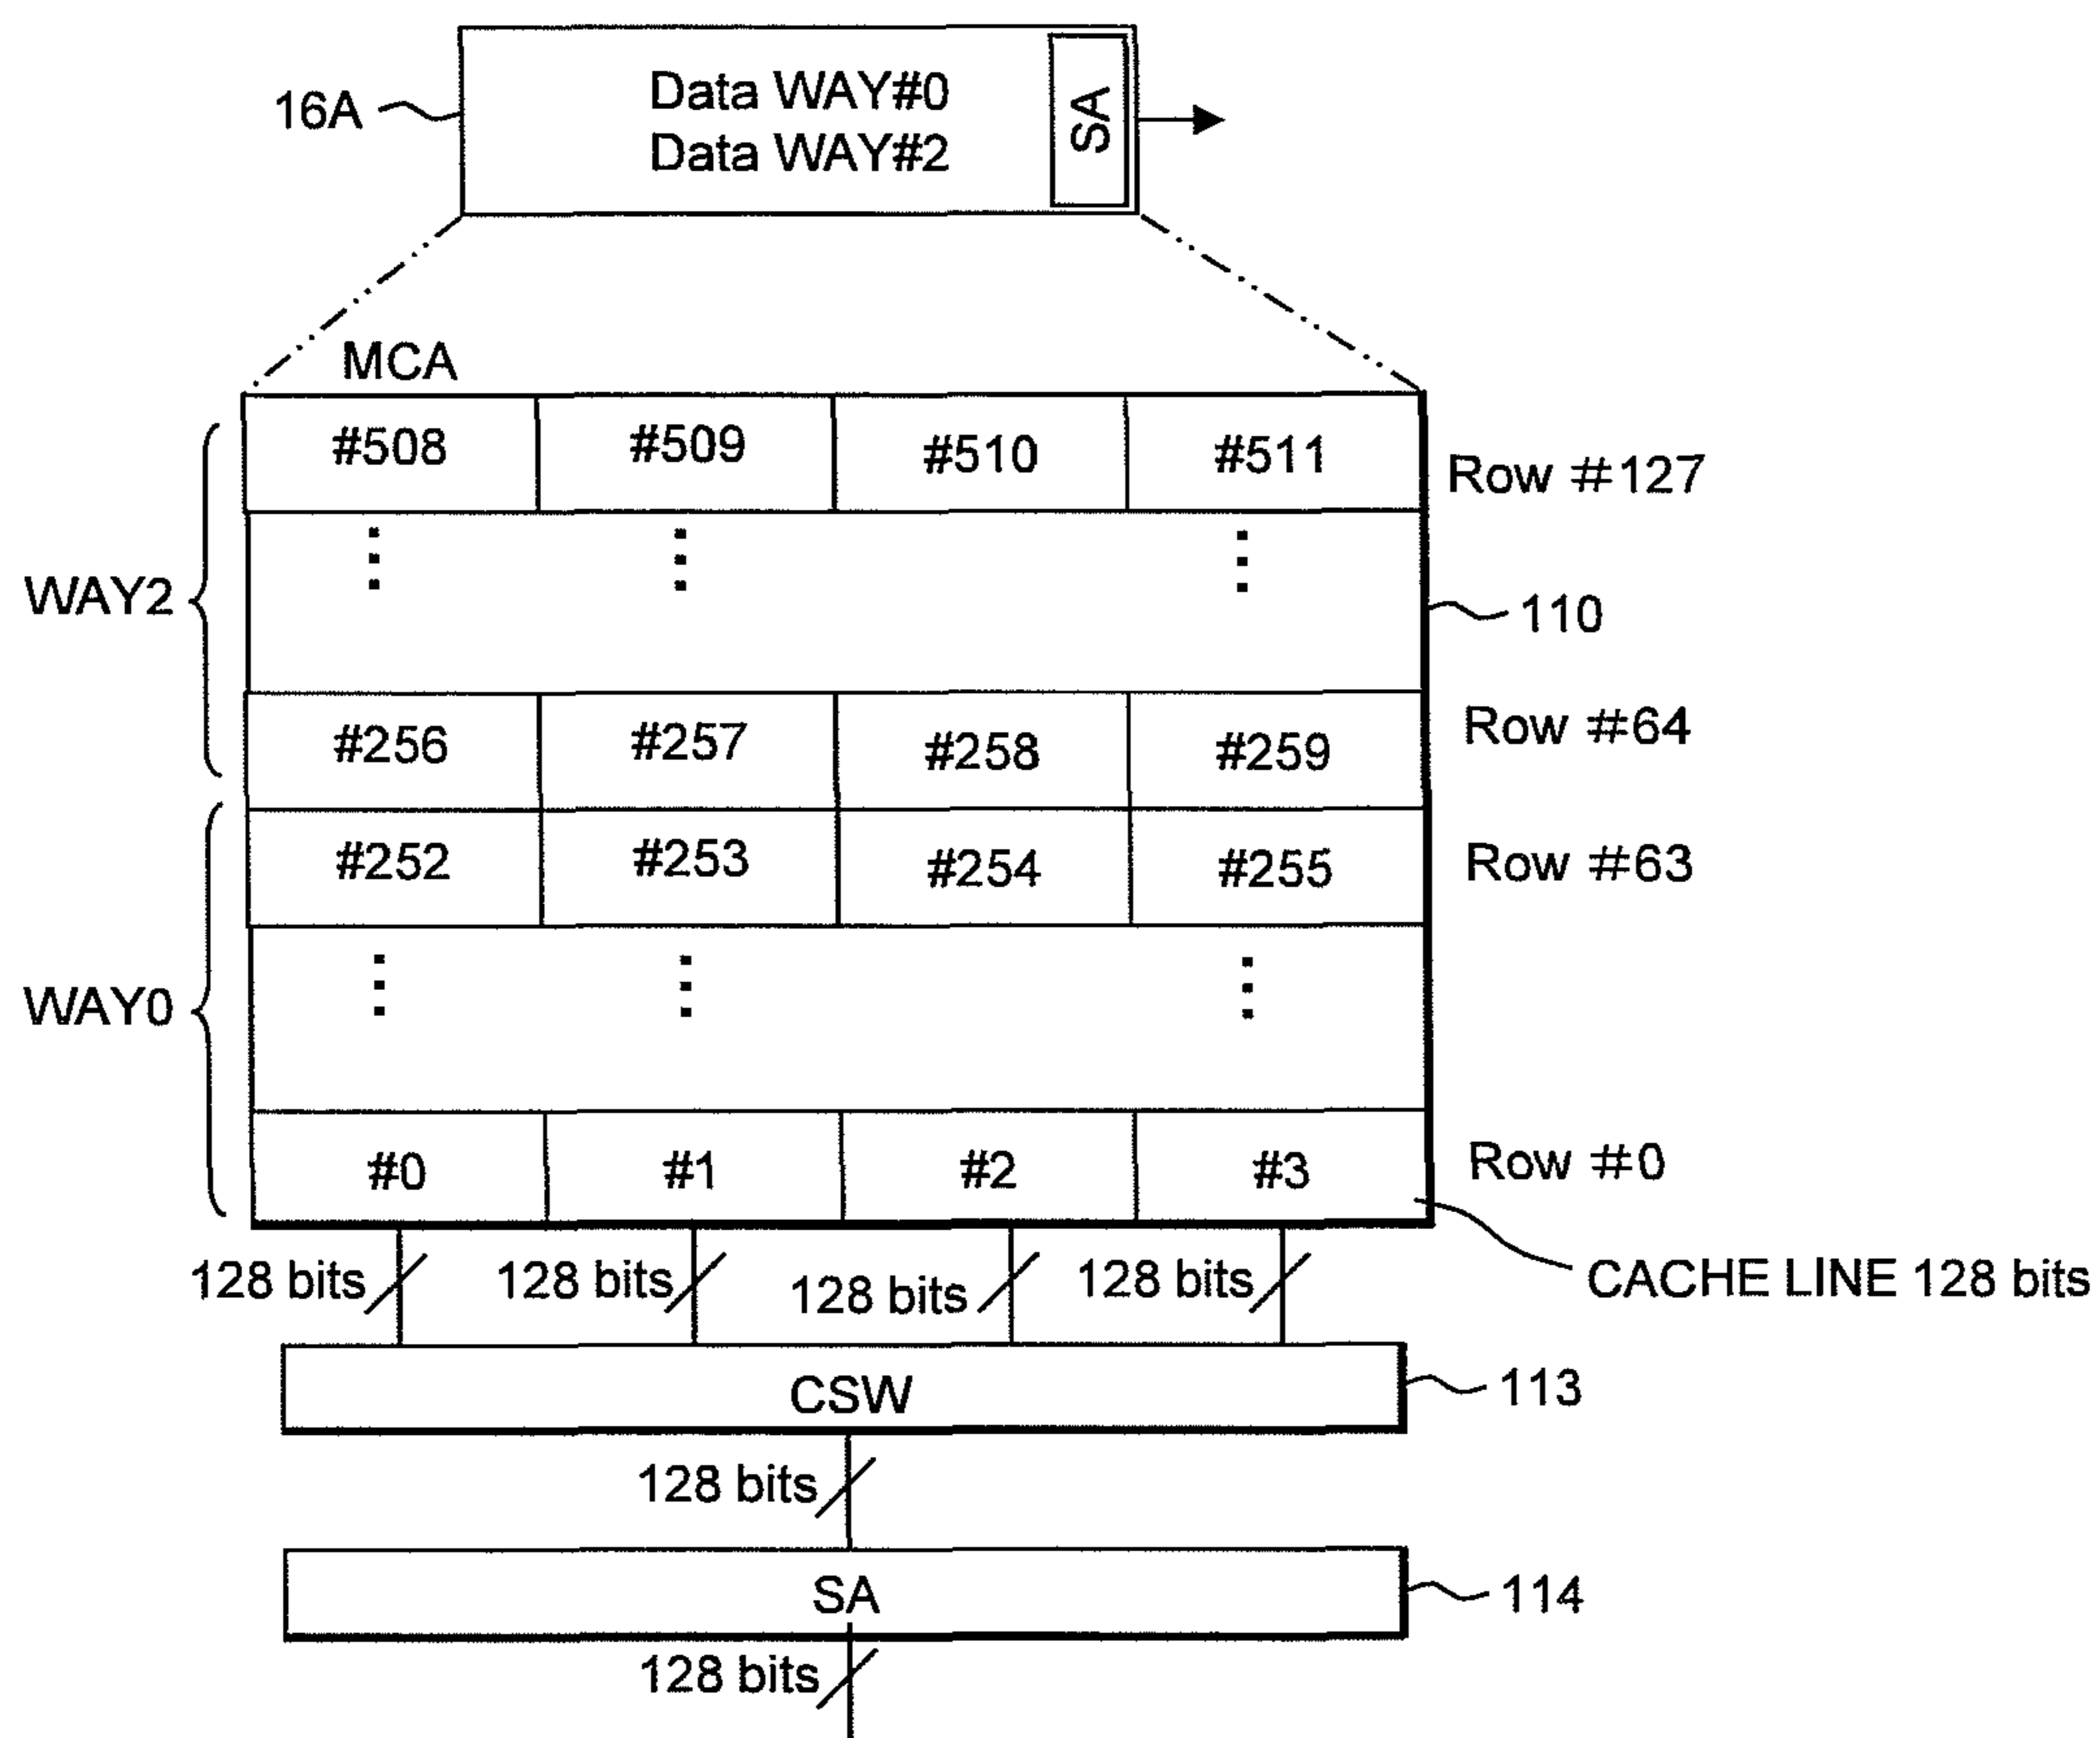 16A
Data WAY#0
Data WAY#2
SA
MCA
#508 #509 #510 #511 Row #127
WAY2
110
#256 #257 #258 #259 Row #64
#252 #253 #254 #255 Row #63
WAY0
#0 #1 #2 #3 Row #0
128 bits 128 bits 128 bits 128 bits CACHE LINE 128 bits
CSW 113
128 bits
SA 114
128 bits